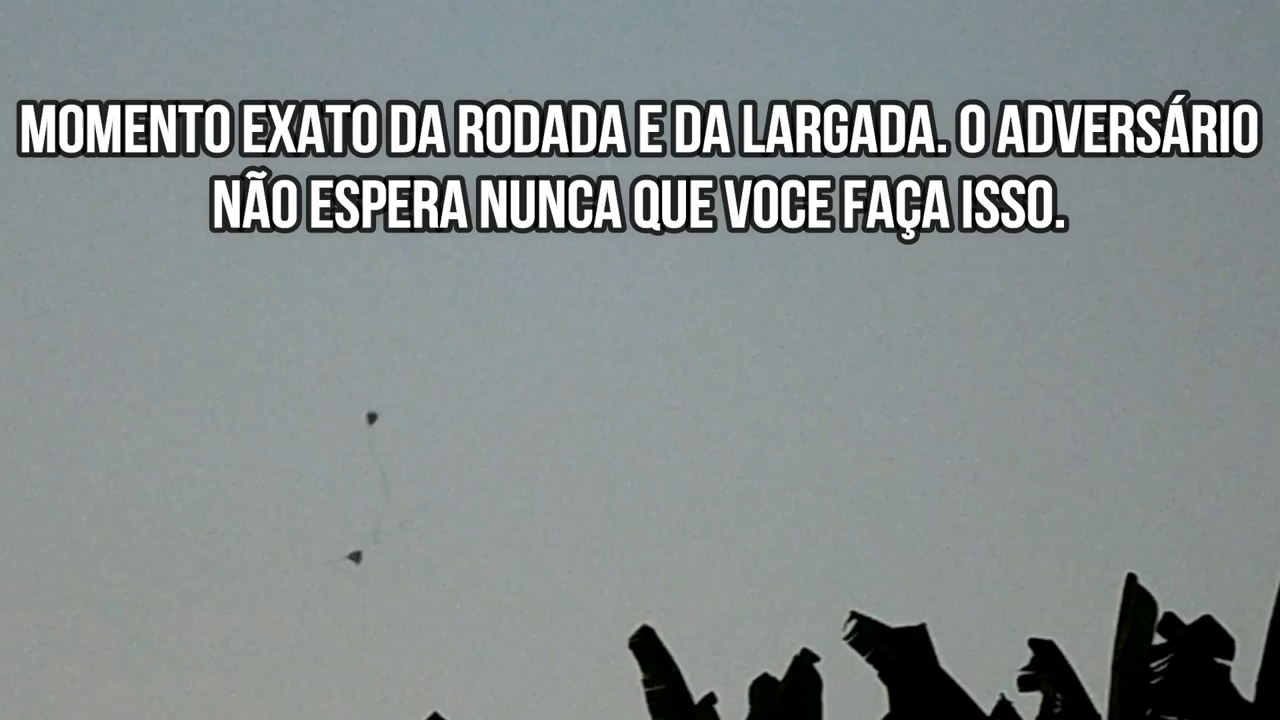 MOMENTO EXATO DA RODADA E DA LARGADA. O ADVERSÁRIO
NÃO ESPERA NUNCA QUE VOCE FAÇA ISSO.